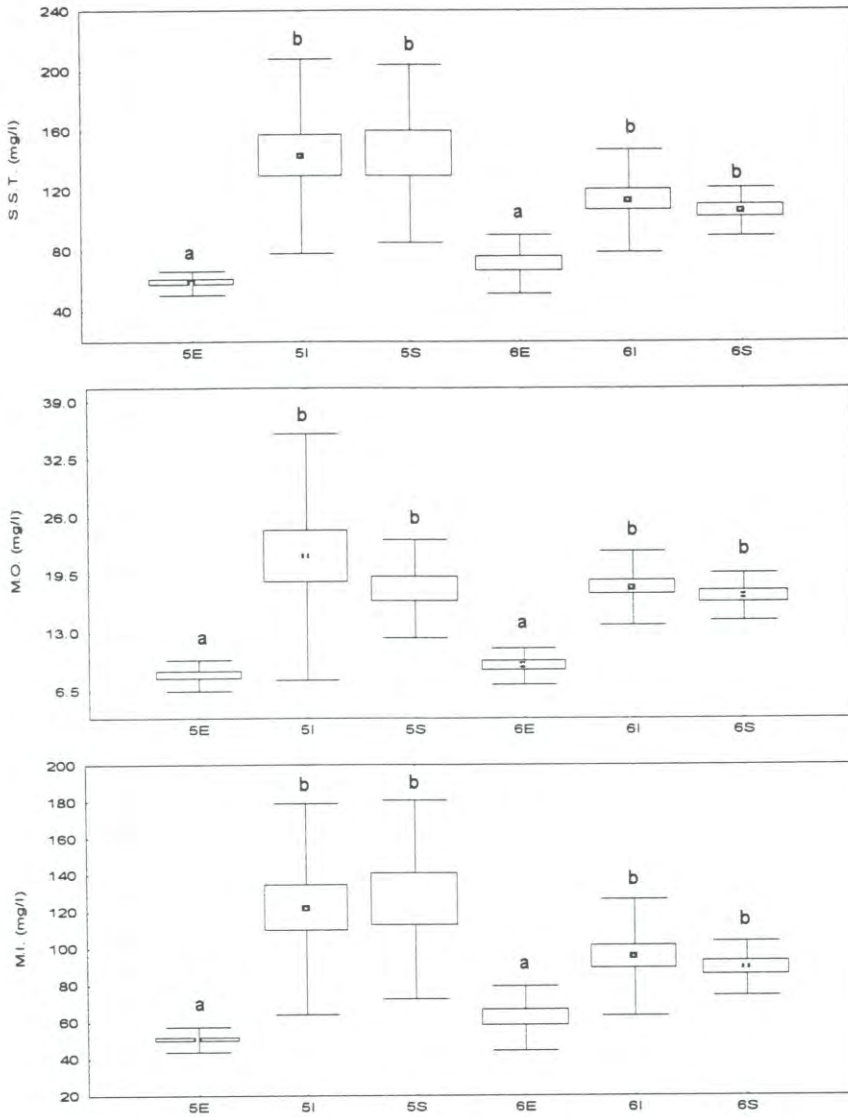 240
200
160
120
80
40
S.S.T. (mg/l)
a
b
b
a
b
b
5E 5I 5S 6E 6I 6S
39.0
32.5
26.0
19.5
13.0
6.5
M.O. (mg/l)
a
b
b
a
b
b
5E 5I 5S 6E 6I 6S
200
180
160
140
120
100
80
60
40
20
M.I. (mg/l)
a
b
b
a
b
b
5E 5I 5S 6E 6I 6S